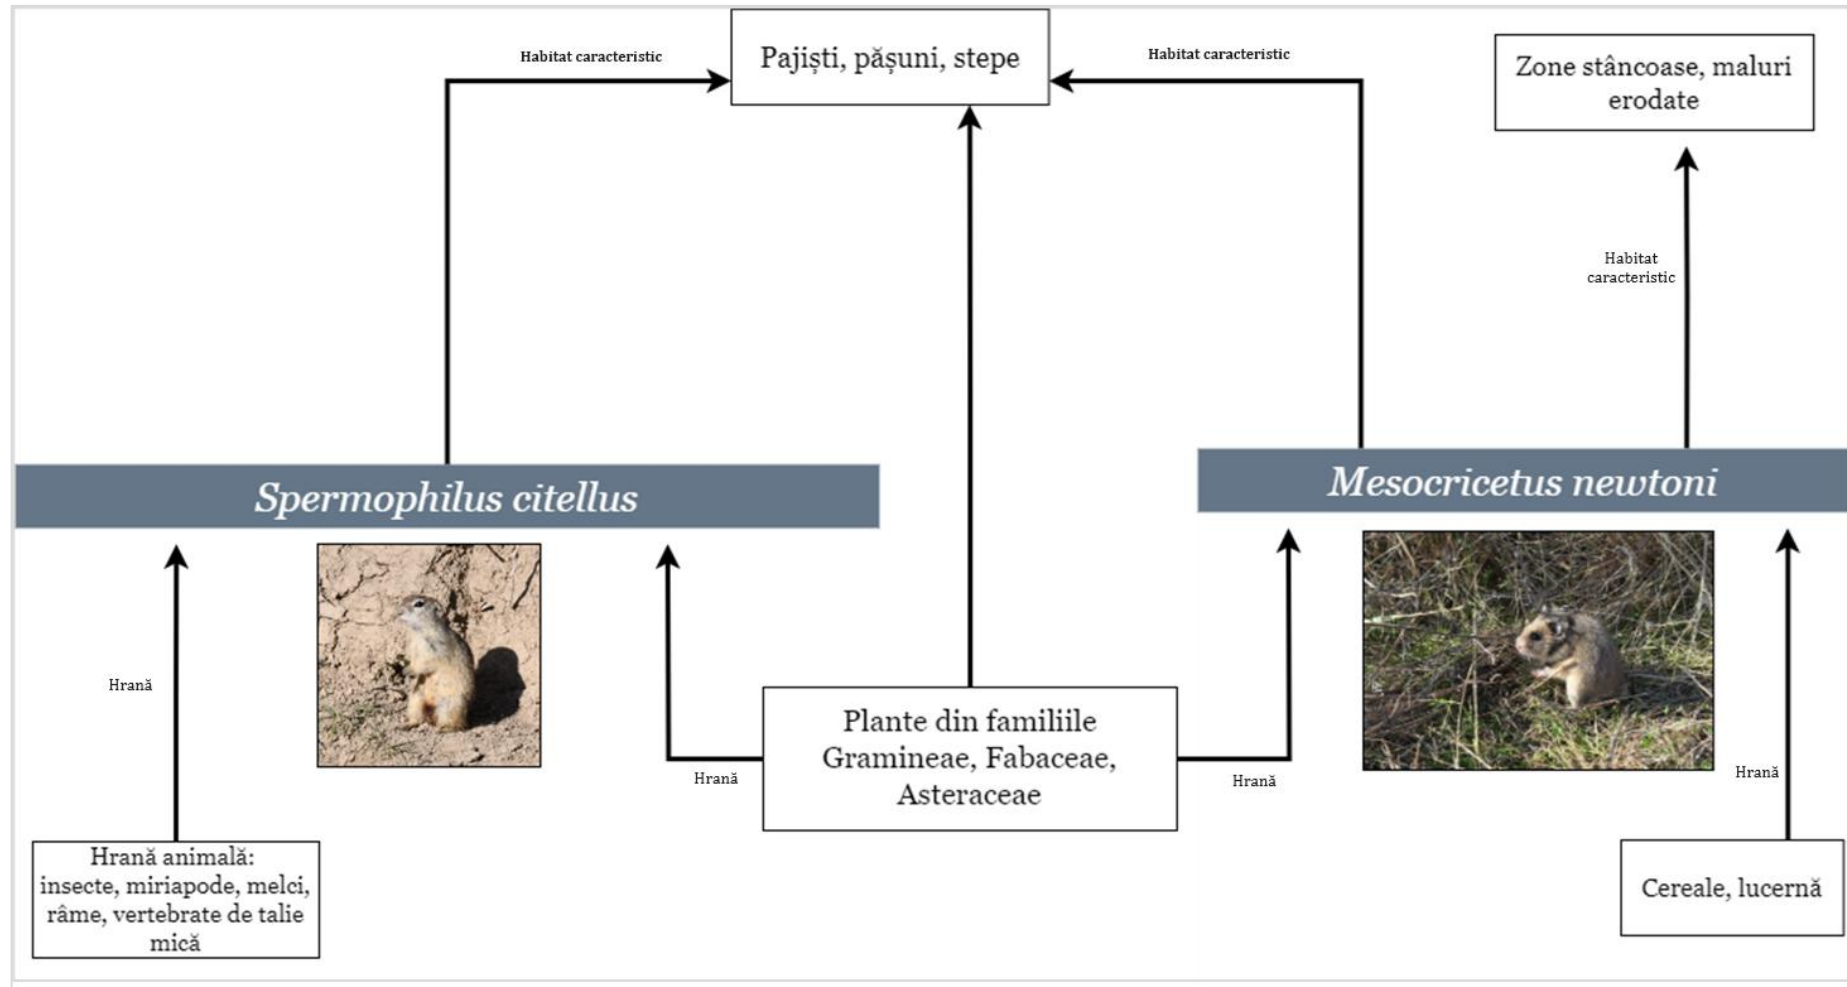 Habitat caracteristic
Pajiști, pășuni, stepe
Habitat caracteristic
Zone stâncoase, maluri
erodate
Habitat
caracteristic
Spermophilus citellus
Mesocricetus newtoni
Hrană
Plante din familiile
Gramineae, Fabaceae,
Asteraceae
Hrană
Hrană
Hrană
Hrană animală:
insecte, miriapode, melci,
râme, vertebrate de talie
mică
Cereale, lucernă